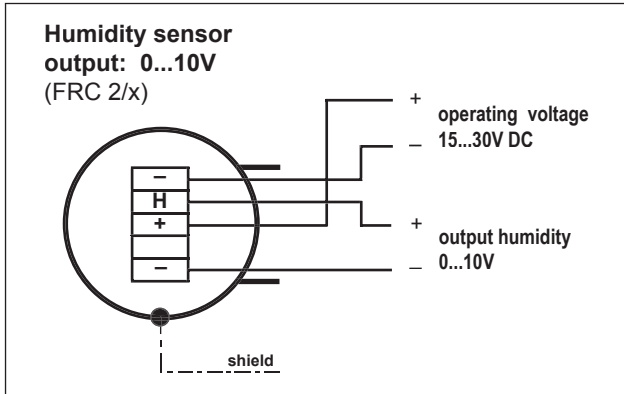 Humidity sensor
output: 0...10V
(FRC 2/x)
+
operating voltage
–
15...30V DC
–
H
+
–
+
output humidity
–
0...10V
shield